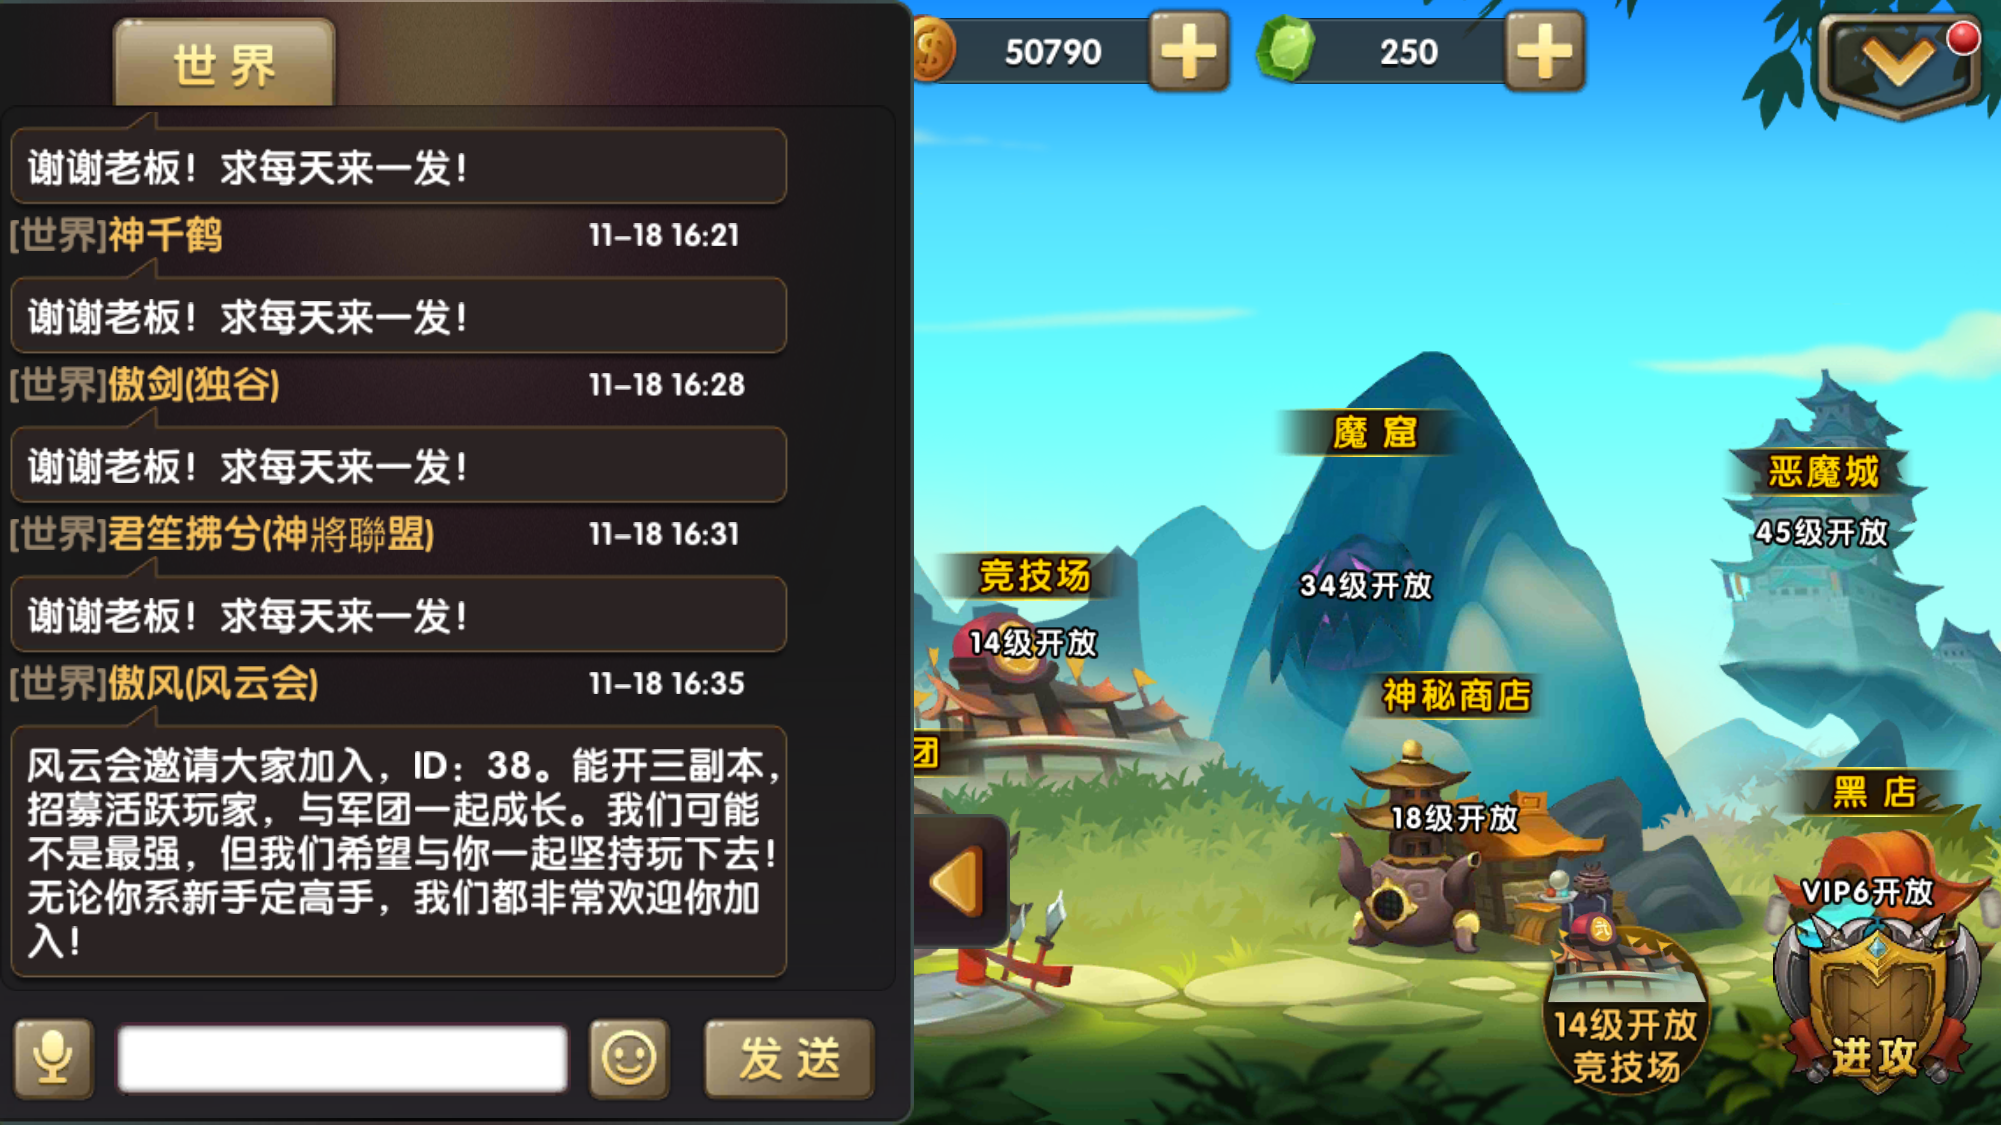 世界
谢谢老板！求每天来一发！
[世界]神千鹤 11-18 16:21
谢谢老板！求每天来一发！
[世界]傲剑(独谷) 11-18 16:28
谢谢老板！求每天来一发！
[世界]君笙拂兮(神將聯盟) 11-18 16:31
谢谢老板！求每天来一发！
[世界]傲风(风云会) 11-18 16:35
风云会邀请大家加入，ID：38。能开三副本，
招募活跃玩家，与军团一起成长。我们可能
不是最强，但我们希望与你一起坚持玩下去！
无论你系新手定高手，我们都非常欢迎你加
入！
发送
50790
250
魔窟
34级开放
恶魔城
45级开放
竞技场
14级开放
神秘商店
18级开放
团
黑店
VIP6开放
14级开放
竞技场
进攻